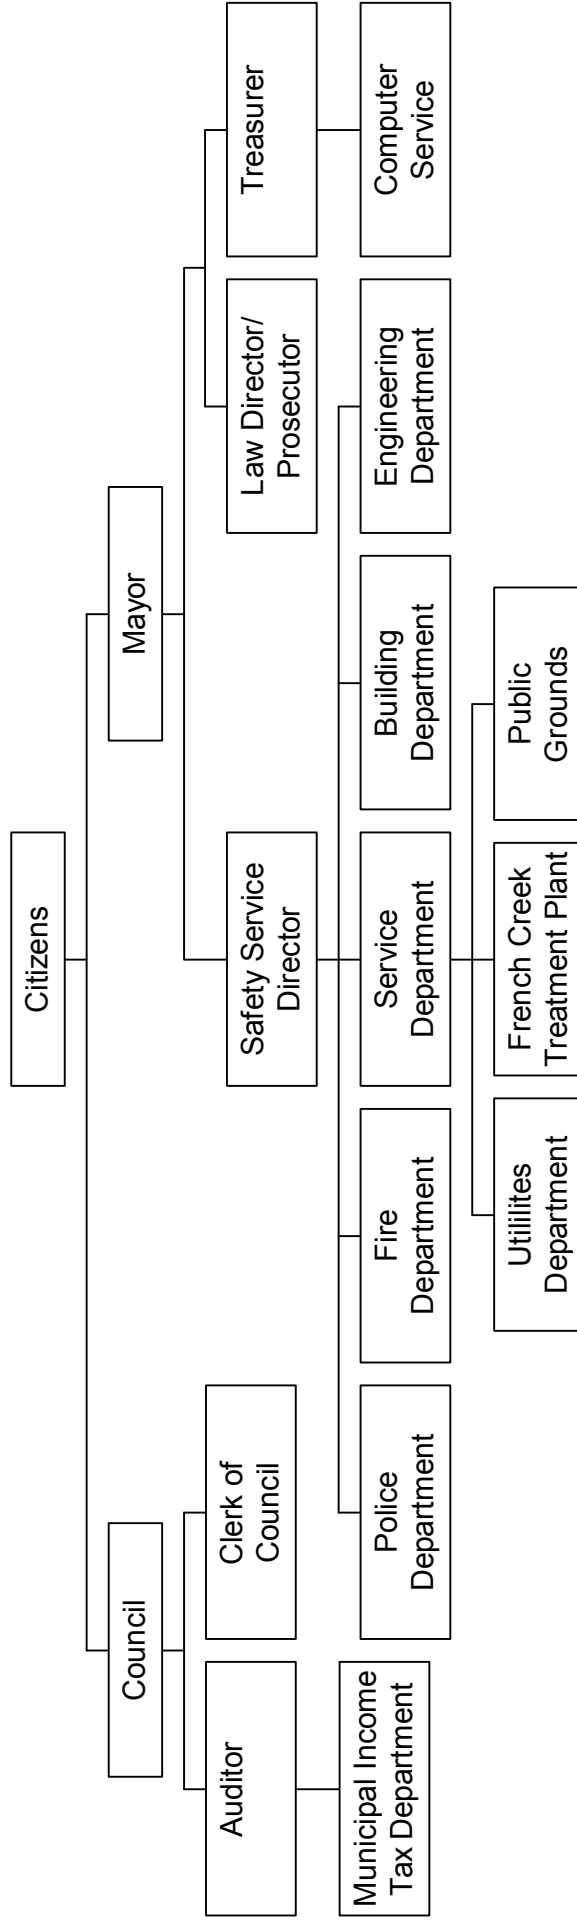 Citizens
Council
Mayor
Auditor
Clerk of
Council
Safety Service
Director
Law Director/
Prosecutor
Treasurer
Municipal Income
Tax Department
Police
Department
Fire
Department
Service
Department
Building
Department
Engineering
Department
Computer
Service
Utililites
Department
French Creek
Treatment Plant
Public
Grounds